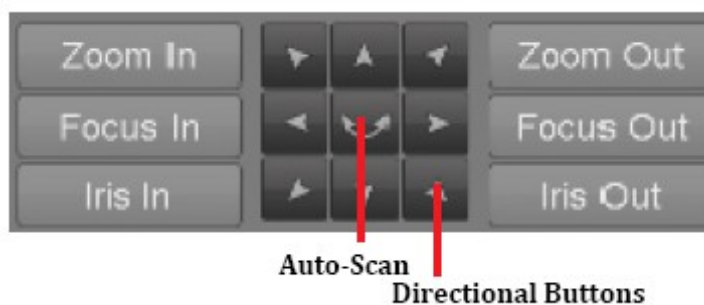 Zoom In Zoom Out
Focus In Focus Out
Iris In Iris Out
Auto-Scan
Directional Buttons